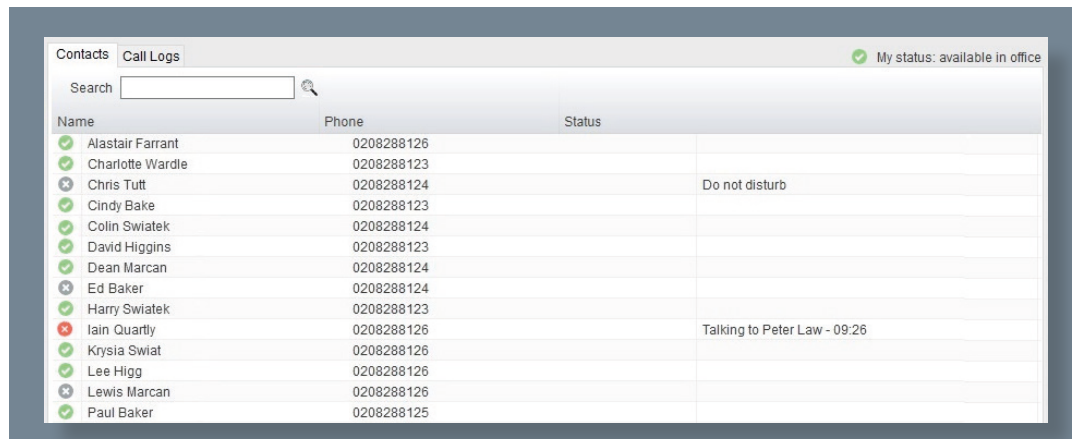 Contacts Call Logs My status: available in office
Search
Name Phone Status
Alastair Farrant 0208288126
Charlotte Wardle 0208288123
Chris Tutt 0208288124 Do not disturb
Cindy Bake 0208288123
Colin Swiatek 0208288124
David Higgins 0208288123
Dean Marcan 0208288124
Ed Baker 0208288124
Harry Swiatek 0208288123
Iain Quartly 0208288126 Talking to Peter Law - 09:26
Krysia Swiat 0208288126
Lee Higg 0208288126
Lewis Marcan 0208288126
Paul Baker 0208288125